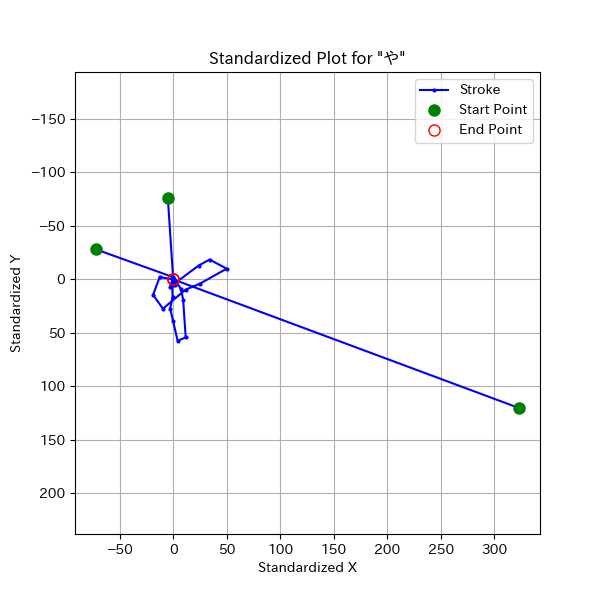 Standardized Plot for "や"
Stroke
Start Point
End Point
Standardized Y
−150
−100
−50
0
50
100
150
200
−50 0 50 100 150 200 250 300
Standardized X